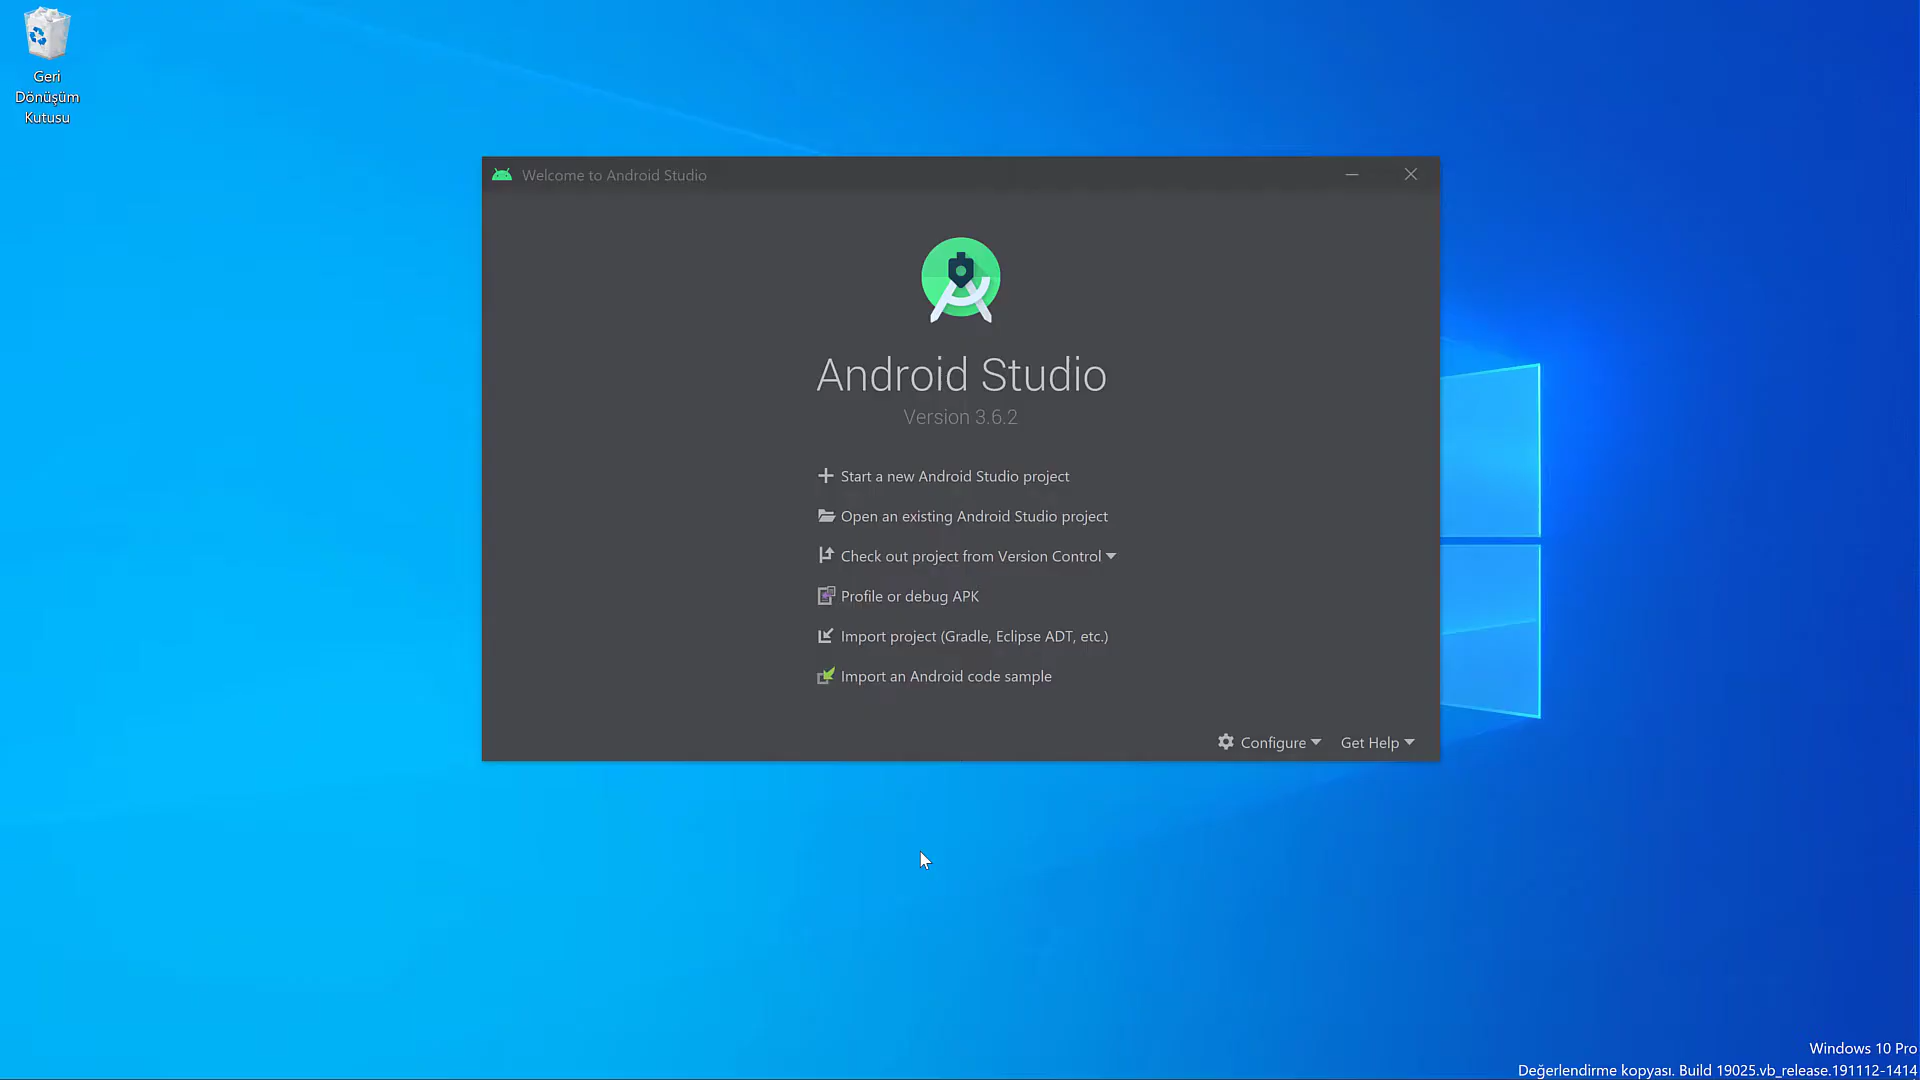 Geri
Dönüşüm
Kutusu
Welcome to Android Studio
Android Studio
Version 3.6.2
Start a new Android Studio project
Open an existing Android Studio project
Check out project from Version Control
Profile or debug APK
Import project (Gradle, Eclipse ADT, etc.)
Import an Android code sample
Configure Get Help
Windows 10 Pro
Değerlendirme kopyası. Build 19025.vb_release.191112-1414